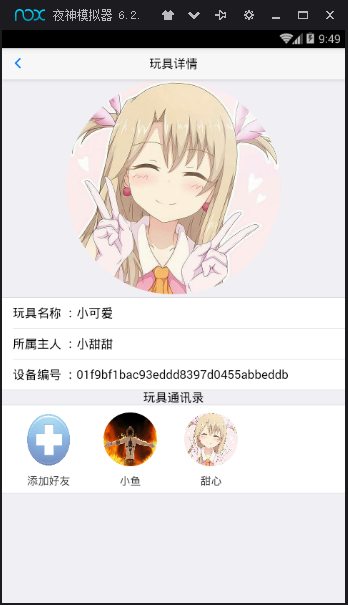 nox 夜神模拟器 6.2.
9:49
玩具详情
玩具名称 ：小可爱
所属主人 ：小甜甜
设备编号 ：01f9bf1bac93eddd8397d0455abbeddb
玩具通讯录
添加好友 小鱼 甜心